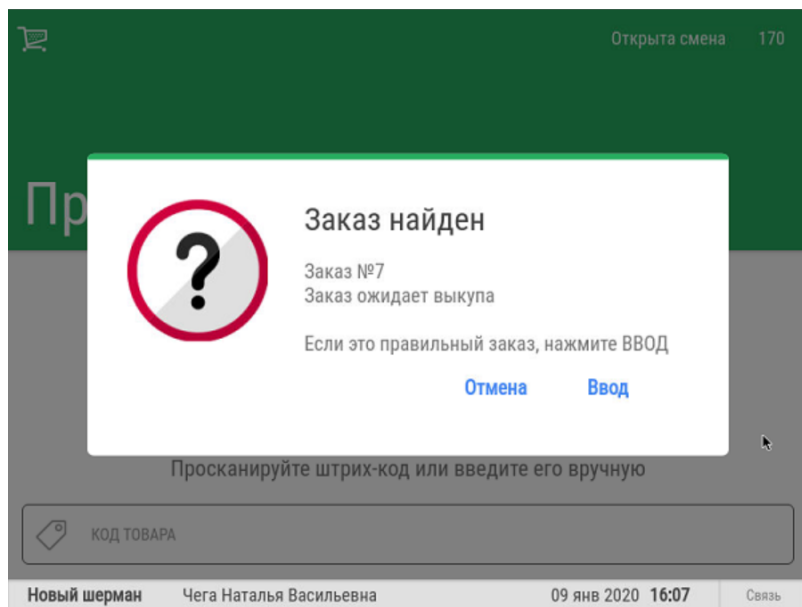 Открыта смена 170
Пр
Заказ найден
Заказ №7
Заказ ожидает выкупа
Если это правильный заказ, нажмите ВВОД
Отмена Ввод
Просканируйте штрих-код или введите его вручную
КОД ТОВАРА
Новый шерман Чега Наталья Васильевна 09 янв 2020 16:07 Связь